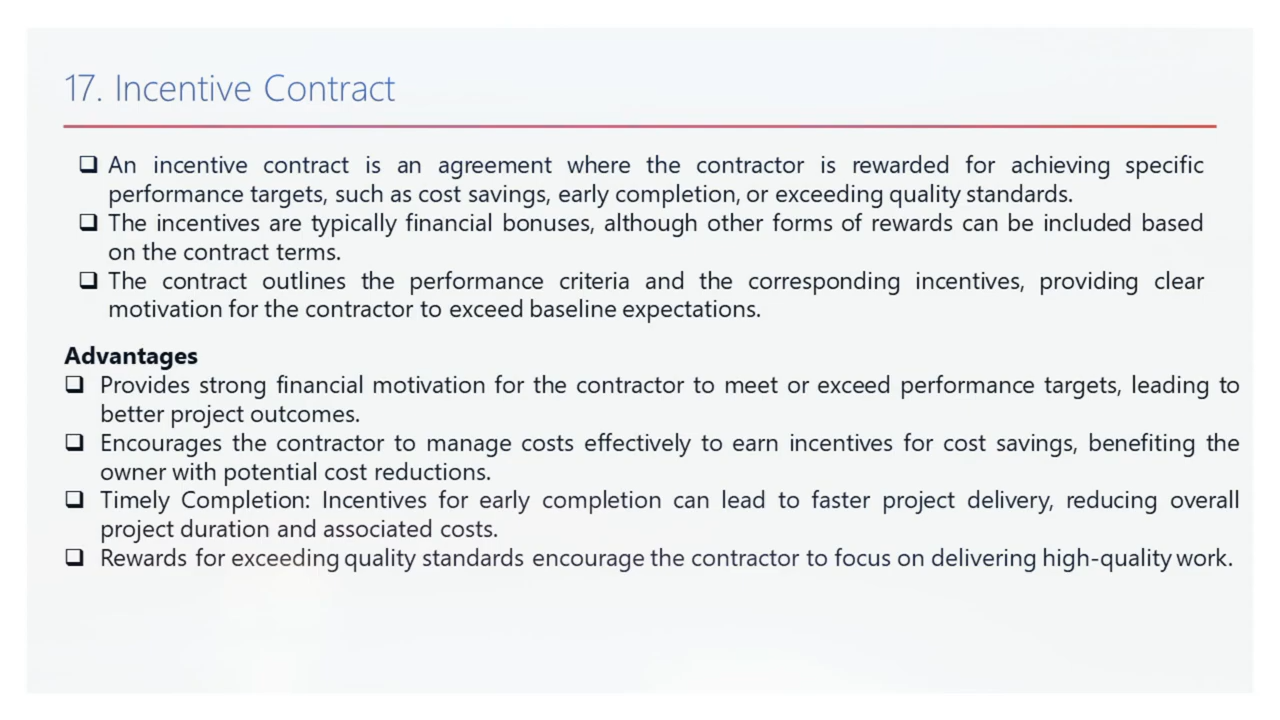 17. Incentive Contract
❑ An incentive contract is an agreement where the contractor is rewarded for achieving specific
performance targets, such as cost savings, early completion, or exceeding quality standards.
❑ The incentives are typically financial bonuses, although other forms of rewards can be included based
on the contract terms.
❑ The contract outlines the performance criteria and the corresponding incentives, providing clear
motivation for the contractor to exceed baseline expectations.
Advantages
❑ Provides strong financial motivation for the contractor to meet or exceed performance targets, leading to
better project outcomes.
❑ Encourages the contractor to manage costs effectively to earn incentives for cost savings, benefiting the
owner with potential cost reductions.
❑ Timely Completion: Incentives for early completion can lead to faster project delivery, reducing overall
project duration and associated costs.
❑ Rewards for exceeding quality standards encourage the contractor to focus on delivering high-quality work.